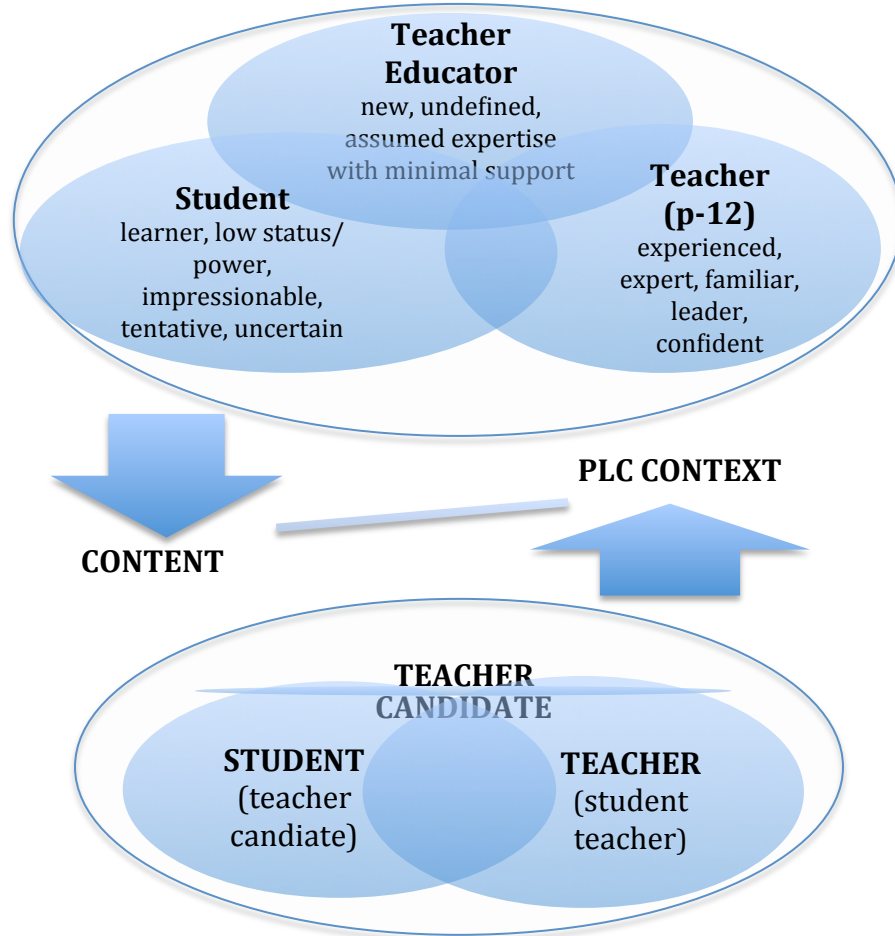 Teacher
Educator
new, undefined,
assumed expertise
with minimal support
Student
learner, low status/
power,
impressionable,
tentative, uncertain
Teacher
(p-12)
experienced,
expert, familiar,
leader,
confident
PLC CONTEXT
CONTENT
TEACHER
CANDIDATE
STUDENT
(teacher
candiate)
TEACHER
(student
teacher)